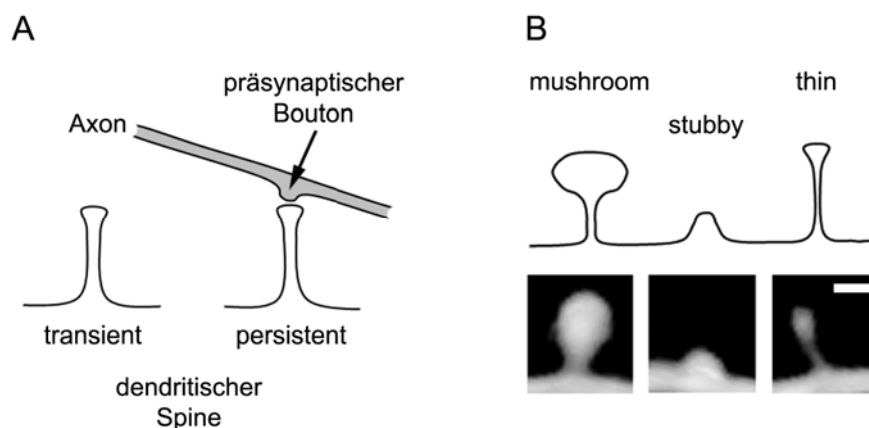 A
präsynaptischer
Bouton
Axon
transient
persistent
dendritischer
Spine
B
mushroom
thin
stubby